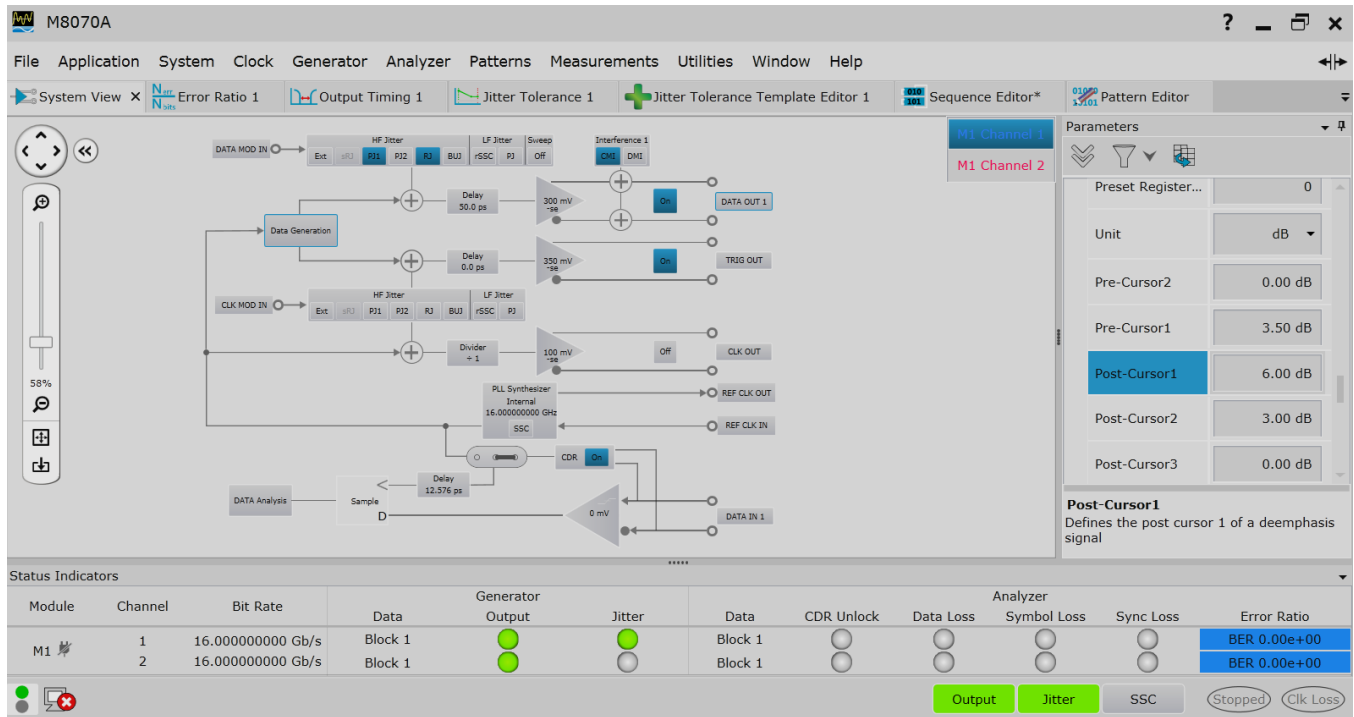 M8070A
File Application System Clock Generator Analyzer Patterns Measurements Utilities Window Help
System View Error Ratio 1 Output Timing 1 Jitter Tolerance 1 Jitter Tolerance Template Editor 1 Sequence Editor* Pattern Editor
M1 Channel 1
M1 Channel 2
DATA MOD IN
HF Jitter LF Jitter Sweep
Ext sRJ PJ1 PJ2 RJ BUJ rSSC PJ Off
Interference 1
CMI DMI
Delay
50.0 ps
300 mV
-se
On
DATA OUT 1
Data Generation
Delay
0.0 ps
350 mV
-se
On
TRIG OUT
CLK MOD IN
HF Jitter LF Jitter
Ext sRJ PJ1 PJ2 RJ BUJ rSSC PJ
Divider
÷ 1
100 mV
-se
Off
CLK OUT
PLL Synthesizer
Internal
16.000000000 GHz
SSC
REF CLK OUT
REF CLK IN
CDR On
Delay
12.576 ps
DATA Analysis
Sample
D
0 mV
DATA IN 1
58%
Parameters
Preset Register... 0
Unit dB
Pre-Cursor2 0.00 dB
Pre-Cursor1 3.50 dB
Post-Cursor1 6.00 dB
Post-Cursor2 3.00 dB
Post-Cursor3 0.00 dB
Post-Cursor1
Defines the post cursor 1 of a deemphasis
signal
Status Indicators
Generator Analyzer
Module Channel Bit Rate Data Output Jitter Data CDR Unlock Data Loss Symbol Loss Sync Loss Error Ratio
M1
1 16.000000000 Gb/s Block 1 Block 1 BER 0.00e+00
2 16.000000000 Gb/s Block 1 Block 1 BER 0.00e+00
Output Jitter SSC Stopped Clk Loss